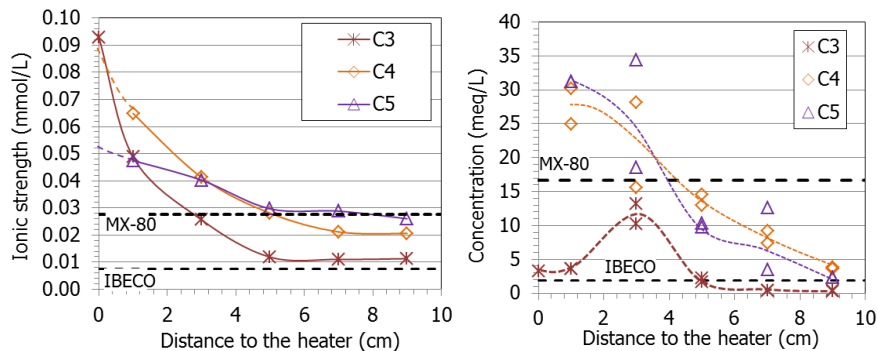 Ionic strength (mmol/L)
0.10
0.09
0.08
0.07
0.06
0.05
0.04
0.03
0.02
0.01
0.00
C3
C4
C5
MX-80
IBECO
0 2 4 6 8 10
Distance to the heater (cm)
Concentration (meq/L)
40
35
30
25
20
15
10
5
0
C3
C4
C5
MX-80
IBECO
0 2 4 6 8 10
Distance to the heater (cm)